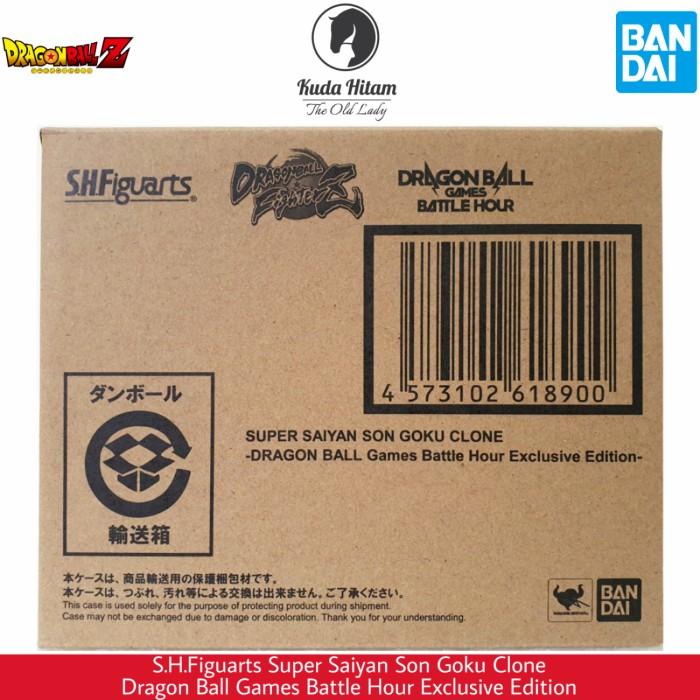 DRAGON BALL Z
Kuda Hitam
The Old Lady
BAN
DAI
S.H.Figuarts®
DRAGONBALL
FighterZ
DRAGON BALL
GAMES
BATTLE HOUR
4 573102 618900
ダンボール
輸送箱
SUPER SAIYAN SON GOKU CLONE
-DRAGON BALL Games Battle Hour Exclusive Edition-
本ケースは、商品輸送用の保護梱包材です。
本ケースは、つぶれ、汚れ等による交換は出来ません。ご了承ください。
This case is used solely for the purpose of protecting product during shipment.
Case may not be exchanged due to damage or discoloration. Thank you for your understanding.
BAN
DAI
S.H.Figuarts Super Saiyan Son Goku Clone
Dragon Ball Games Battle Hour Exclusive Edition